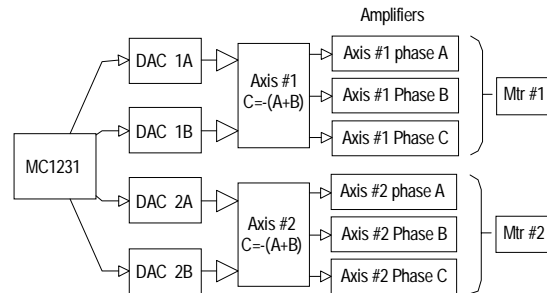 Amplifiers
DAC 1A
Axis #1
C=-(A+B)
Axis #1 phase A
Axis #1 Phase B
Axis #1 Phase C
Mtr #1
DAC 1B
MC1231
DAC 2A
Axis #2
C=-(A+B)
Axis #2 phase A
Axis #2 Phase B
Axis #2 Phase C
Mtr #2
DAC 2B